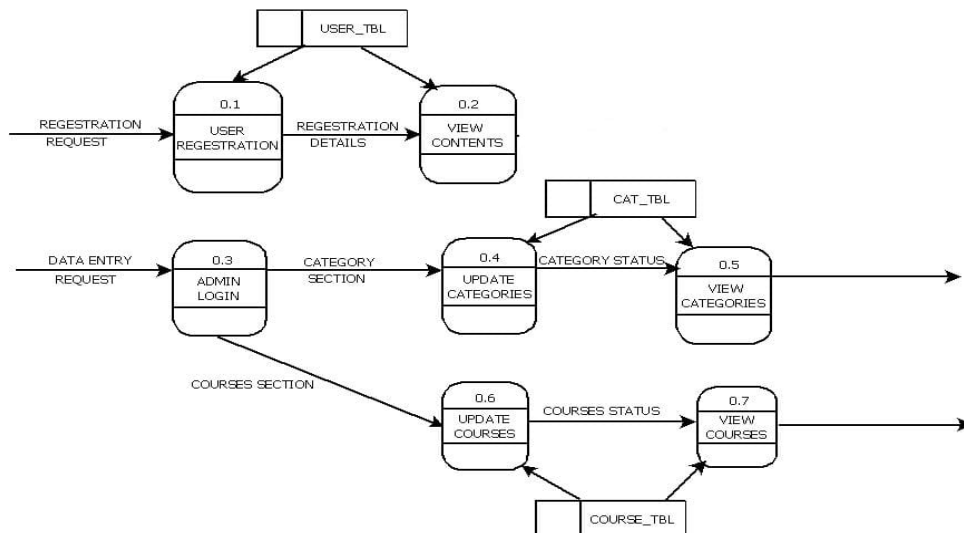 USER_TBL
0.1
USER
REGESTRATION
0.2
VIEW
CONTENTS
REGESTRATION
REQUEST
REGESTRATION
DETAILS
CAT_TBL
DATA ENTRY
REQUEST
0.3
ADMIN
LOGIN
CATEGORY
SECTION
0.4
UPDATE
CATEGORIES
CATEGORY STATUS
0.5
VIEW
CATEGORIES
COURSES SECTION
0.6
UPDATE
COURSES
COURSES STATUS
0.7
VIEW
COURSES
COURSE_TBL